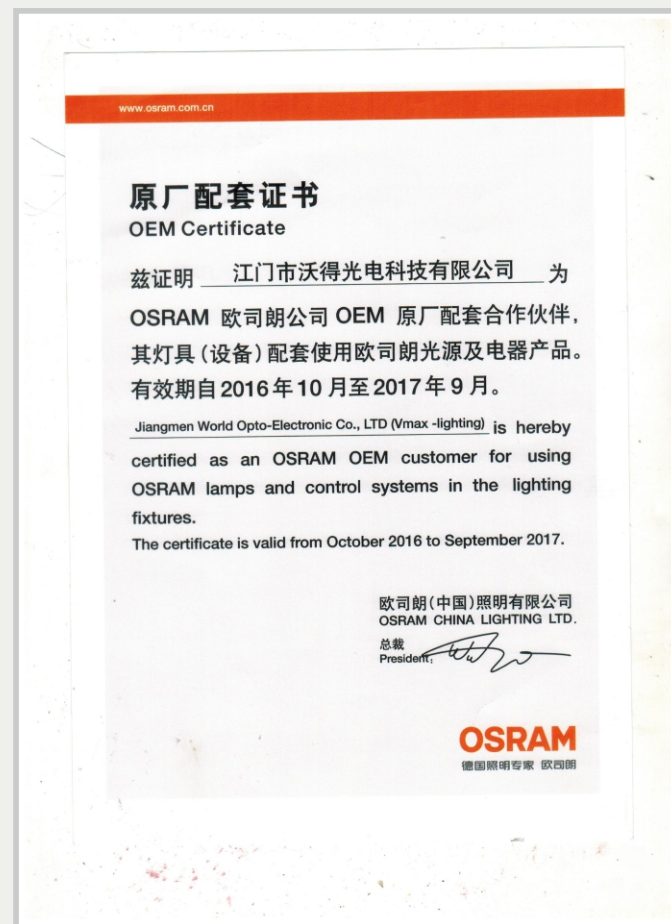 www.osram.com.cn
原厂配套证书
OEM Certificate
兹证明 江门市沃得光电科技有限公司 为
OSRAM 欧司朗公司 OEM 原厂配套合作伙伴,
其灯具(设备)配套使用欧司朗光源及电器产品。
有效期自2016年10月至2017年9月。
Jiangmen World Opto-Electronic Co., LTD (Vmax -lighting) is hereby
certified as an OSRAM OEM customer for using
OSRAM lamps and control systems in the lighting
fixtures.
The certificate is valid from October 2016 to September 2017.
欧司朗(中国)照明有限公司
OSRAM CHINA LIGHTING LTD.
总裁
President:
OSRAM
德国照明专家 欧司朗